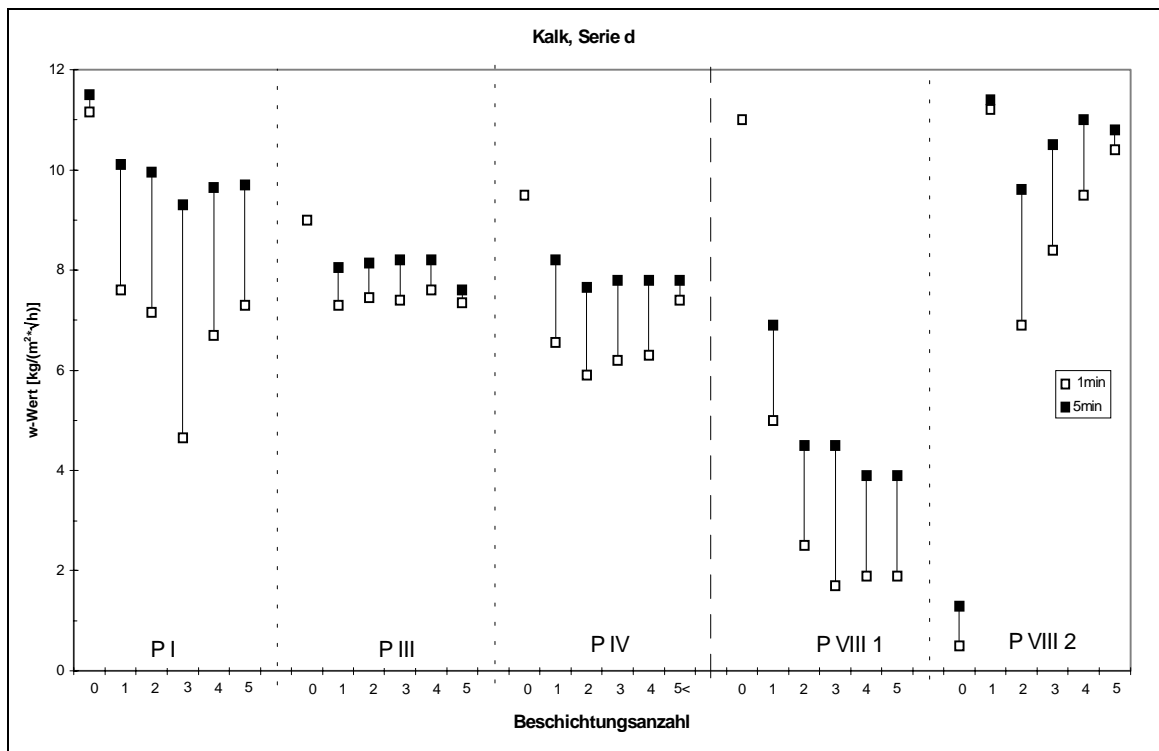 Kalk, Serie d
12
10
8
6
4
2
0
w-Wert [kg/(m²*√h)]
1min
5min
P I
P III
P IV
P VIII 1
P VIII 2
0 1 2 3 4 5 0 1 2 3 4 5 0 1 2 3 4 5< 0 1 2 3 4 5 0 1 2 3 4 5
Beschichtungsanzahl